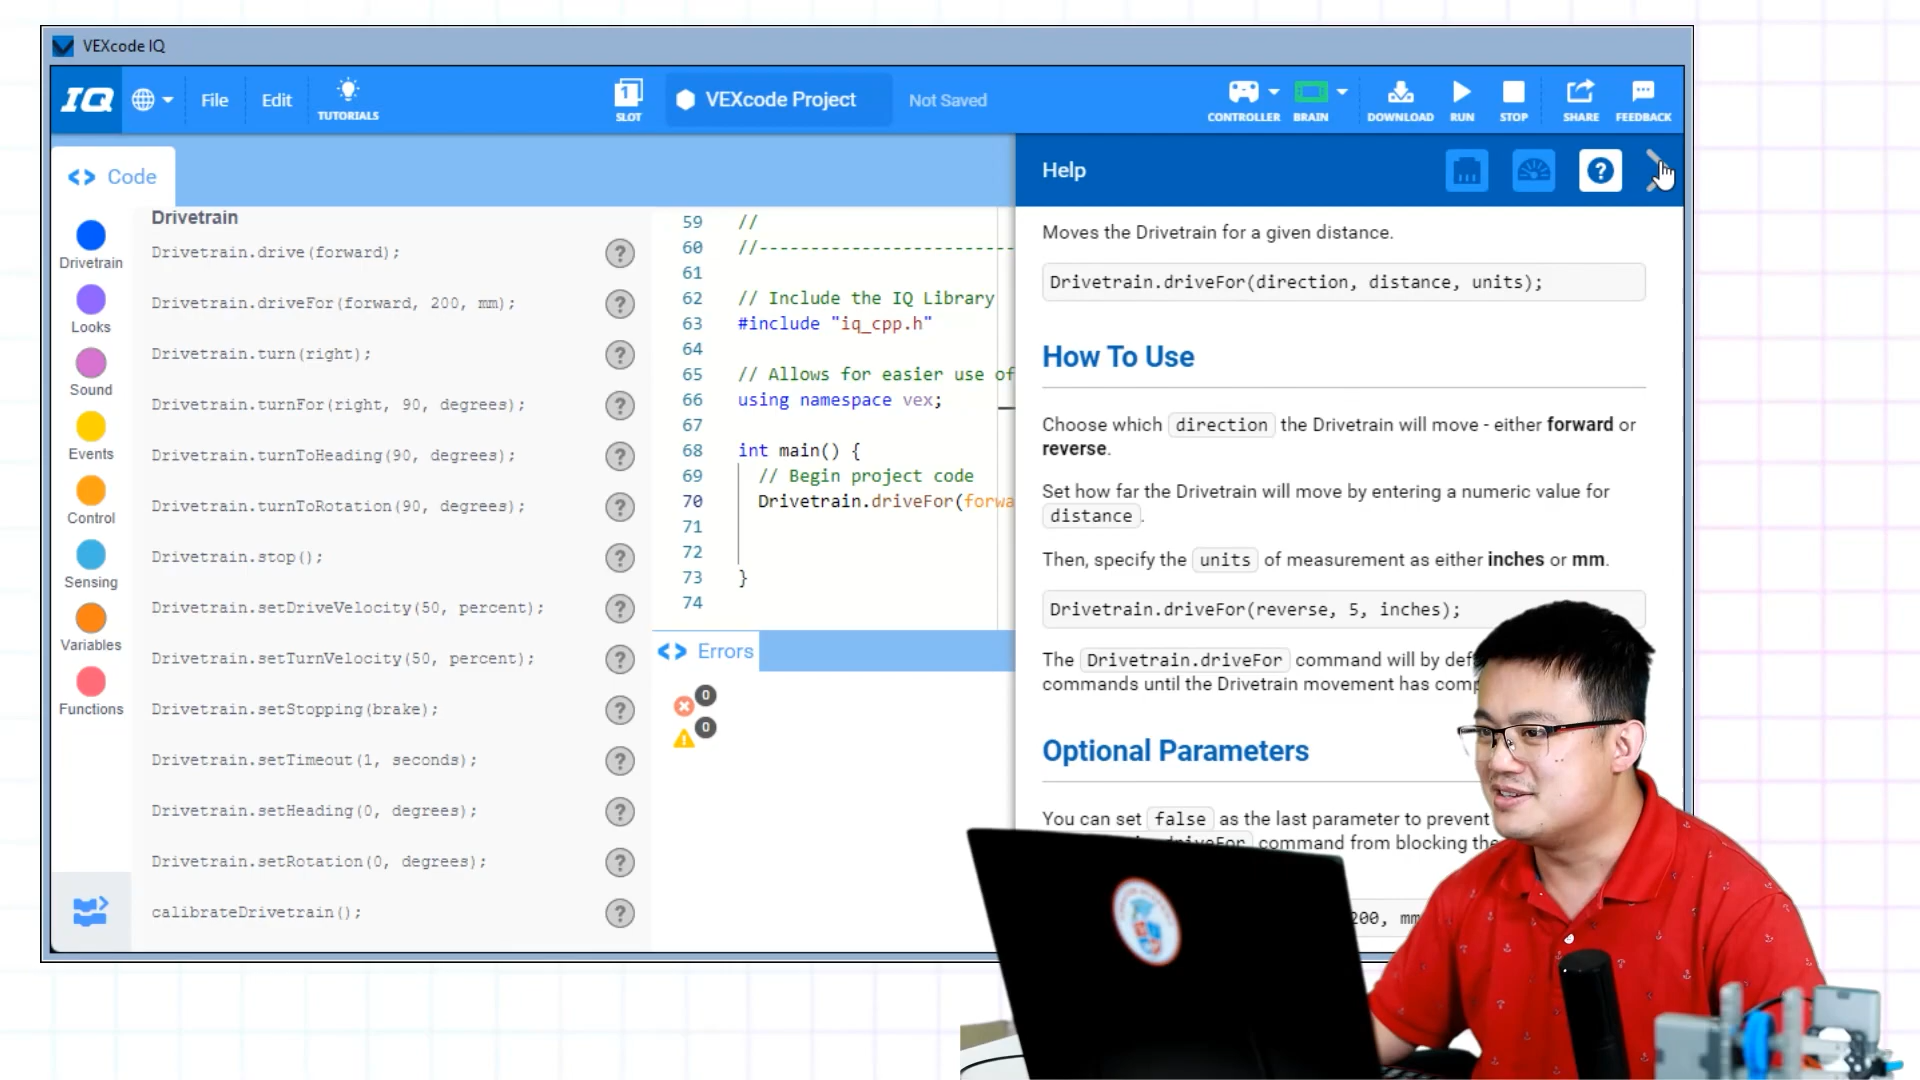 VEXcode IQ
IQ
File
Edit
TUTORIALS
1
SLOT
VEXcode Project
Not Saved
CONTROLLER
BRAIN
DOWNLOAD
RUN
STOP
SHARE
FEEDBACK
<> Code
Drivetrain
Looks
Sound
Events
Control
Sensing
Variables
Functions
Drivetrain
Drivetrain.drive(forward); ?
Drivetrain.driveFor(forward, 200, mm); ?
Drivetrain.turn(right); ?
Drivetrain.turnFor(right, 90, degrees); ?
Drivetrain.turnToHeading(90, degrees); ?
Drivetrain.turnToRotation(90, degrees); ?
Drivetrain.stop(); ?
Drivetrain.setDriveVelocity(50, percent); ?
Drivetrain.setTurnVelocity(50, percent); ?
Drivetrain.setStopping(brake); ?
Drivetrain.setTimeout(1, seconds); ?
Drivetrain.setHeading(0, degrees); ?
Drivetrain.setRotation(0, degrees); ?
calibrateDrivetrain(); ?
59 //
60 //-------------------------
61
62 // Include the IQ Library
63 #include "iq_cpp.h"
64
65 // Allows for easier use of
66 using namespace vex;
67
68 int main() {
69 // Begin project code
70 Drivetrain.driveFor(forwa
71
72
73 }
74
<> Errors
0
0
Help
?
Moves the Drivetrain for a given distance.
Drivetrain.driveFor(direction, distance, units);
How To Use
Choose which direction the Drivetrain will move - either forward or
reverse.
Set how far the Drivetrain will move by entering a numeric value for
distance.
Then, specify the units of measurement as either inches or mm.
Drivetrain.driveFor(reverse, 5, inches);
The Drivetrain.driveFor command will by def
commands until the Drivetrain movement has comp
Optional Parameters
You can set false as the last parameter to prevent
command from blocking the
200, mm